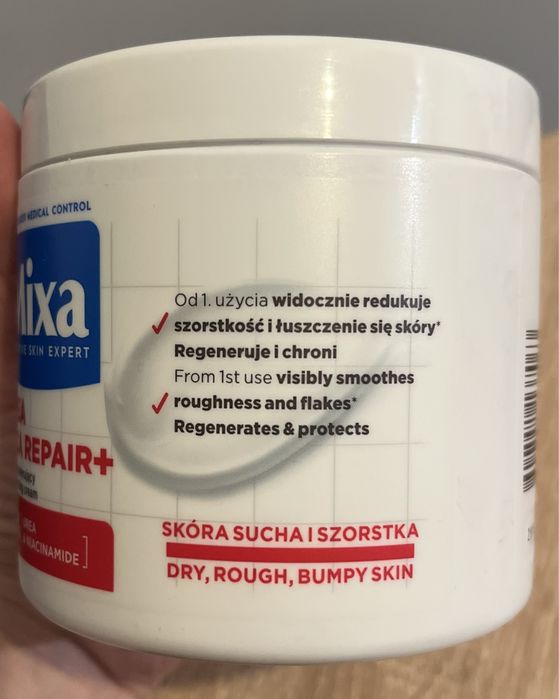 MEDICAL CONTROL
Mixa
SKIN EXPERT
REPAIR+
cream
UREA
& NIACINAMIDE]
Od 1. użycia widocznie redukuje
szorstkość i łuszczenie się skóry*
Regeneruje i chroni
From 1st use visibly smoothes
roughness and flakes*
Regenerates & protects
SKÓRA SUCHA I SZORSTKA
DRY, ROUGH, BUMPY SKIN